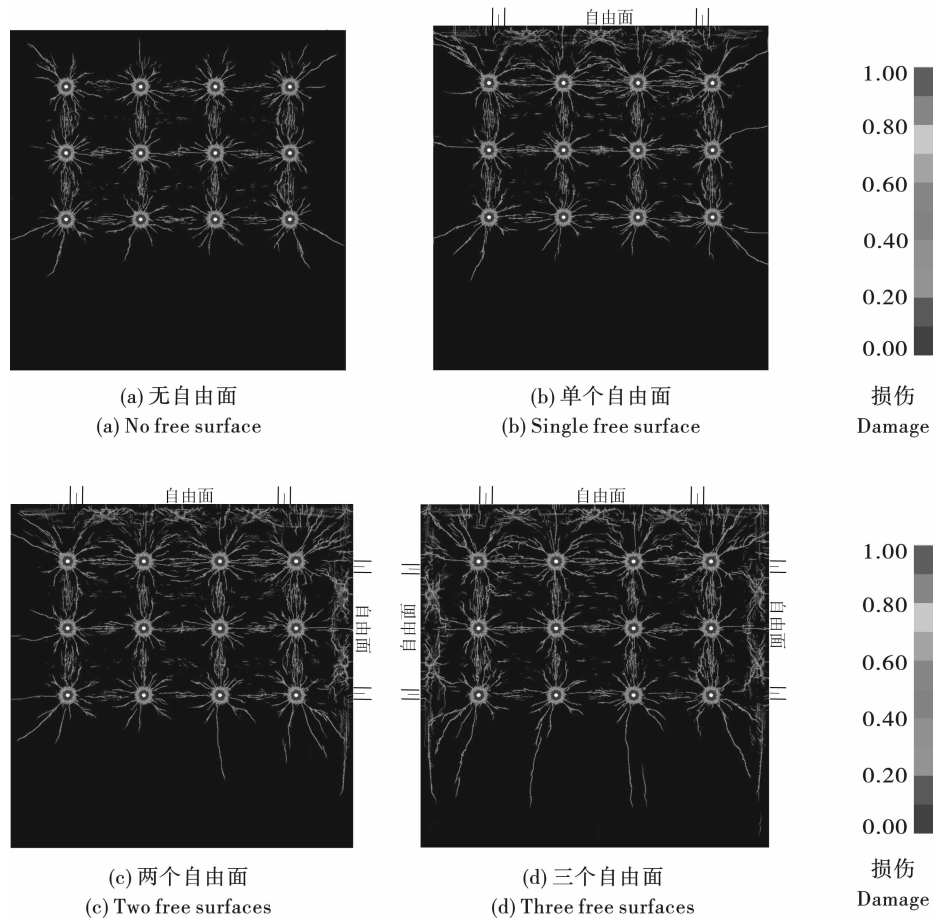 自由面
1.00
0.80
0.60
0.40
0.20
0.00
(a) 无自由面
(b) 单个自由面
损伤
(a) No free surface
(b) Single free surface
Damage
自由面
自由面
1.00
0.80
0.60
0.40
0.20
0.00
自由面
自由面
自由面
(c) 两个自由面
(d) 三个自由面
损伤
(c) Two free surfaces
(d) Three free surfaces
Damage